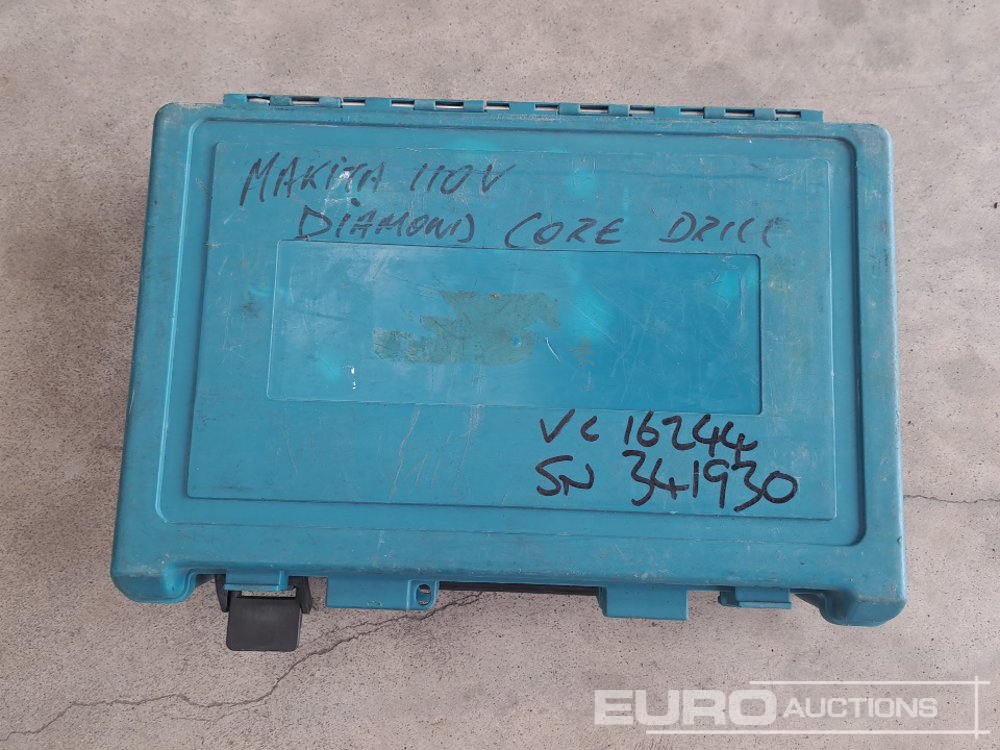 MAKITA 110V
DIAMOND CORE DRILL
VC 16244
SN 341930
EURO AUCTIONS